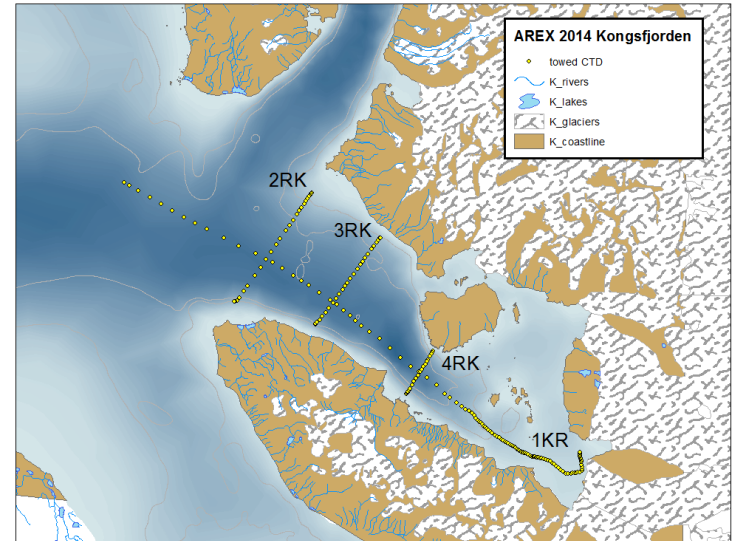 AREX 2014 Kongsfjorden
towed CTD
K_rivers
K_lakes
K_glaciers
K_coastline
2RK
3RK
4RK
1KR